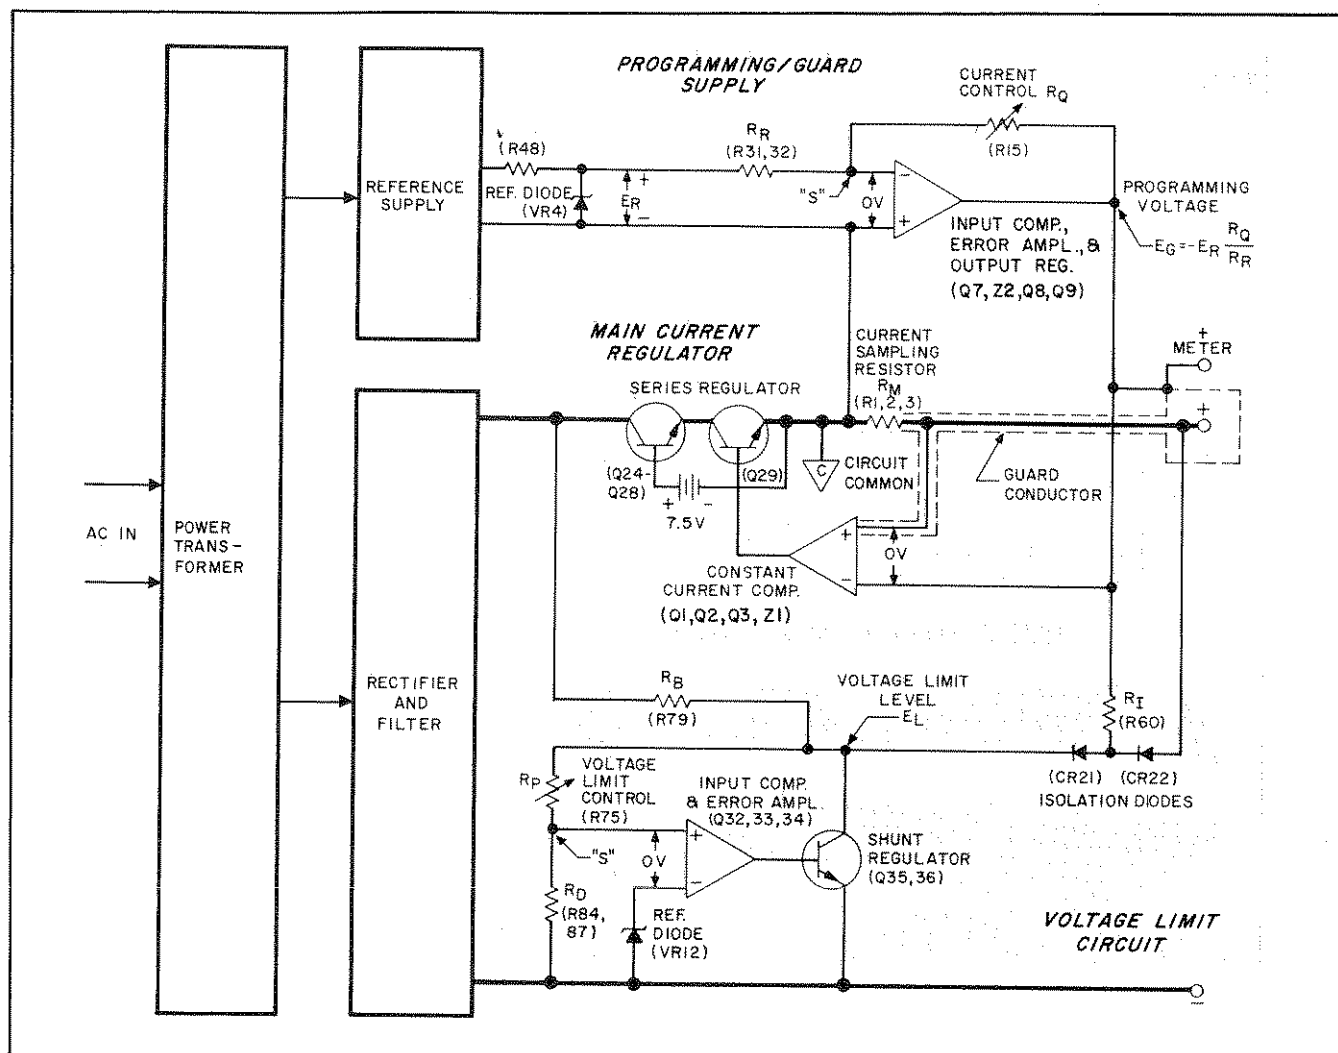 PROGRAMMING/GUARD
SUPPLY
CURRENT
CONTROL RQ
(R15)
(R48)
RR
(R31,32)
REFERENCE
SUPPLY
REF. DIODE
(VR4)
+
ER
-
"S"
OV
-
+
INPUT COMP.,
ERROR AMPL.,&
OUTPUT REG.
(Q7,Z2,Q8,Q9)
PROGRAMMING
VOLTAGE
EG=-ER RQ/RR
MAIN CURRENT
REGULATOR
SERIES REGULATOR
CURRENT
SAMPLING
RESISTOR
RM
(R1,2,3)
+
METER
+
(Q24-
Q28)
(Q29)
+ -
7.5V
C
CIRCUIT
COMMON
GUARD
CONDUCTOR
AC IN
POWER
TRANS-
FORMER
+
OV
-
CONSTANT
CURRENT COMP.
(Q1,Q2,Q3,Z1)
RECTIFIER
AND
FILTER
RB
(R79)
VOLTAGE LIMIT
LEVEL
EL
RI
(R60)
(CR21) (CR22)
ISOLATION DIODES
RP
VOLTAGE
LIMIT
CONTROL
(R75)
INPUT COMP.
& ERROR AMPL.
(Q32,33,34)
"S"
OV
+
-
SHUNT
REGULATOR
(Q35,36)
RD
(R84,
87)
REF.
DIODE
(VR12)
VOLTAGE LIMIT
CIRCUIT
-